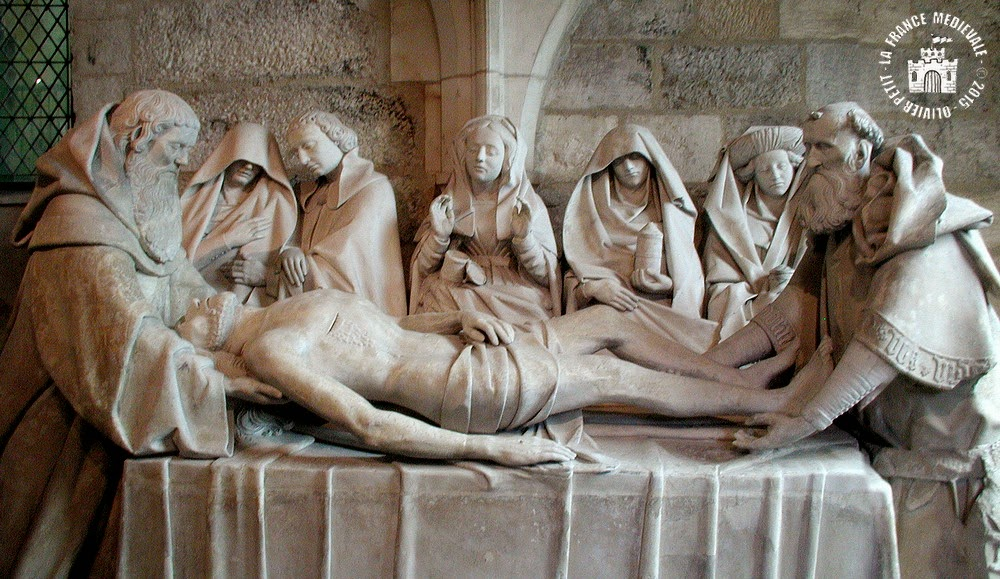 · LA FRANCE MEDIEVALE · © 2015 · OLIVIER PETIT